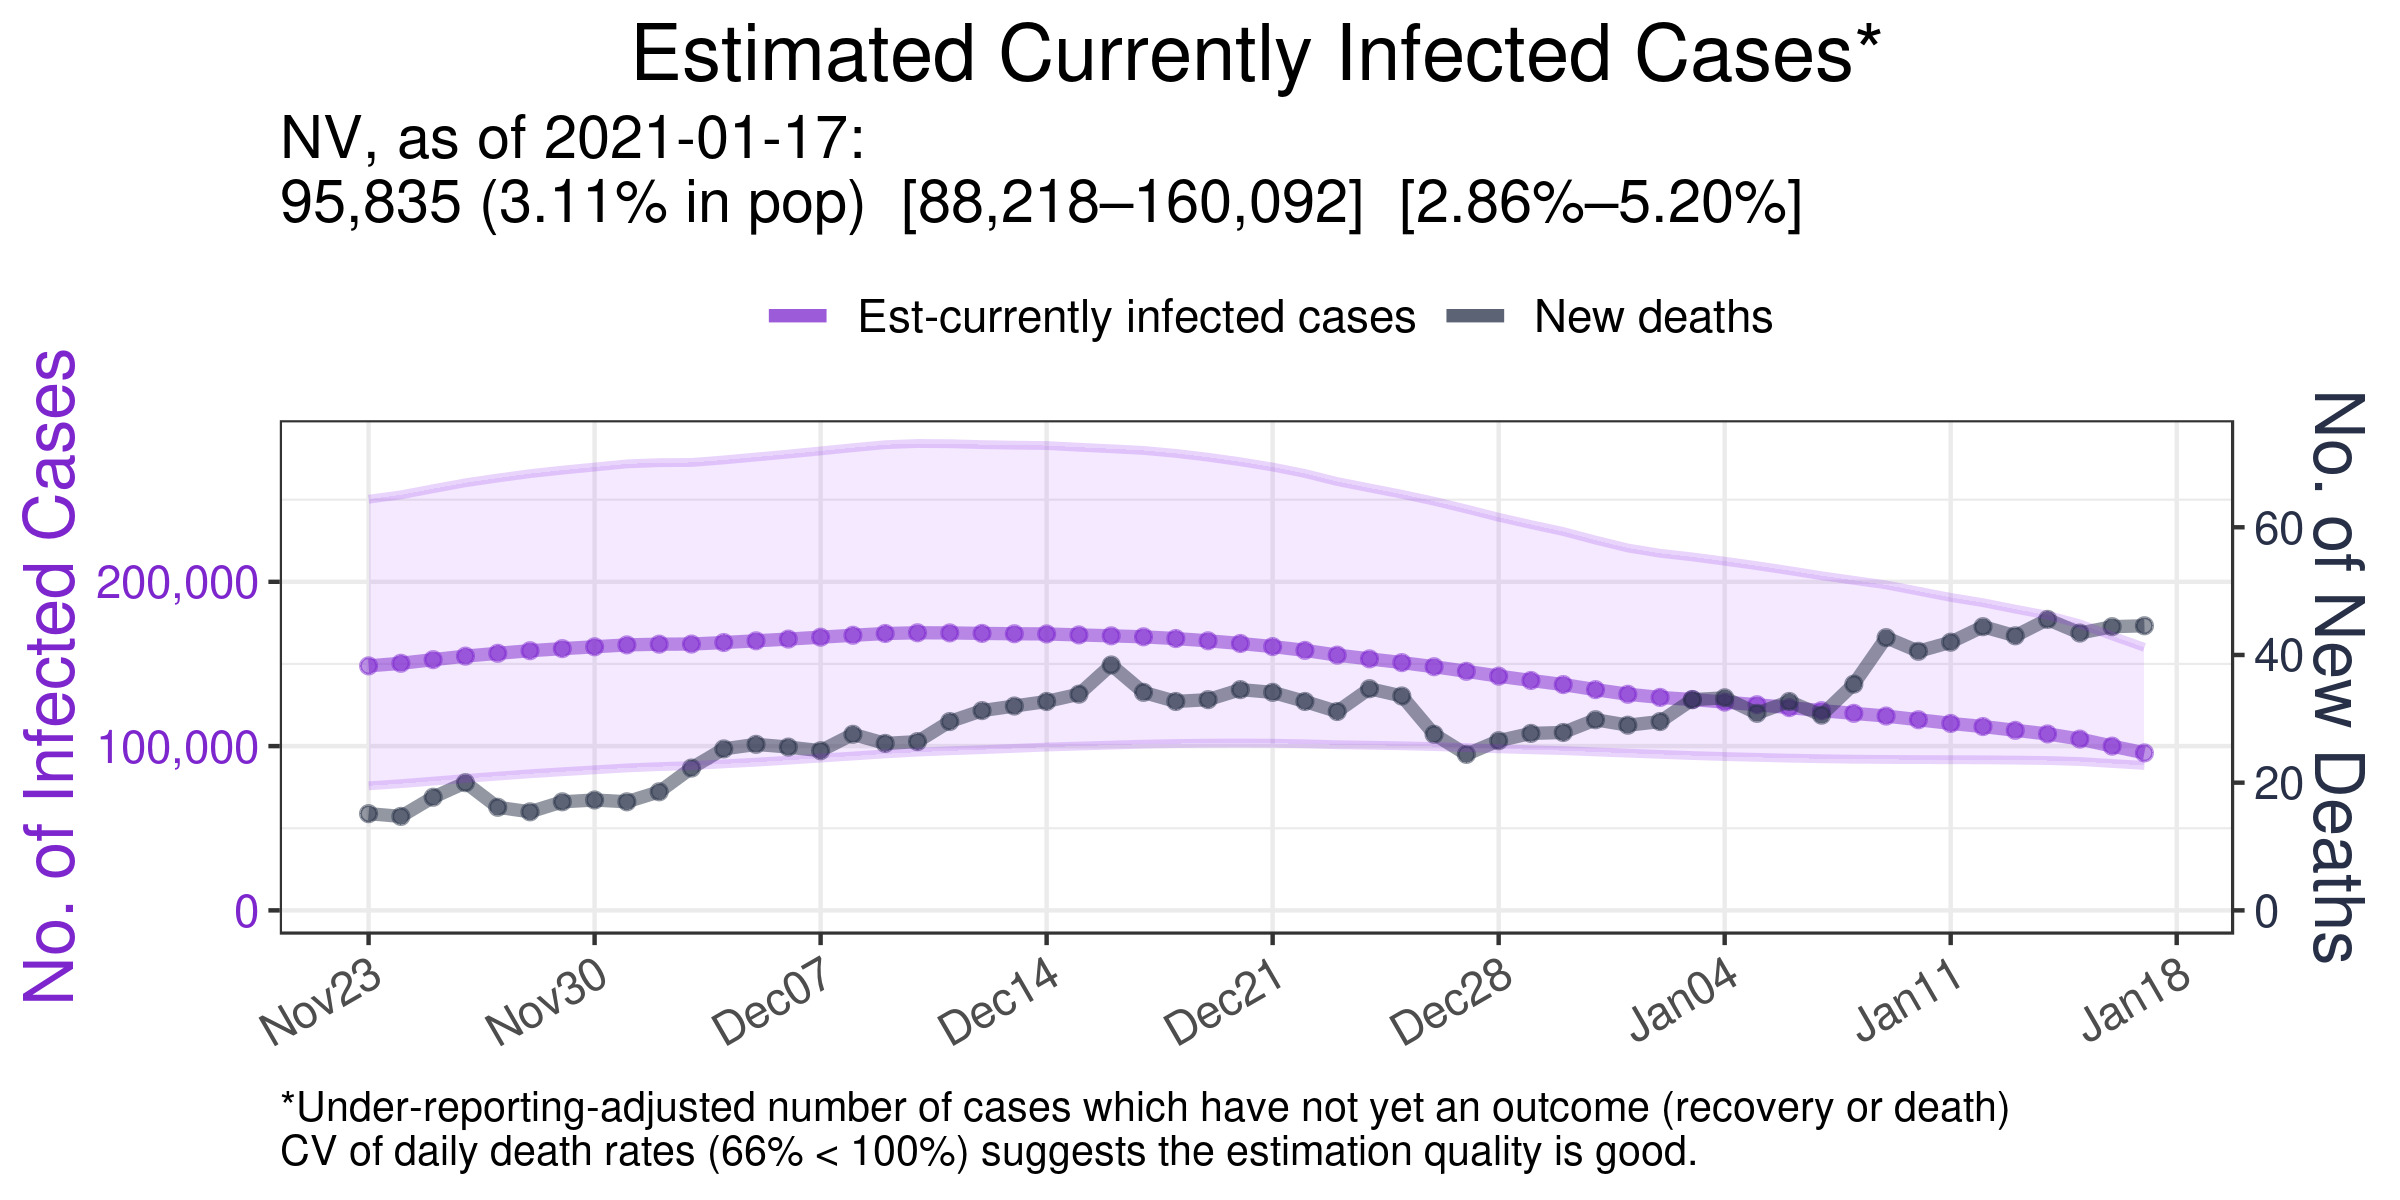 Estimated Currently Infected Cases*
NV, as of 2021-01-17:
95,835 (3.11% in pop)  [88,218–160,092]  [2.86%–5.20%]
Est-currently infected cases
New deaths
No. of Infected Cases
200,000
100,000
0
60
40
20
0
No. of New Deaths
Nov23
Nov30
Dec07
Dec14
Dec21
Dec28
Jan04
Jan11
Jan18
*Under-reporting-adjusted number of cases which have not yet an outcome (recovery or death)
CV of daily death rates (66% < 100%) suggests the estimation quality is good.